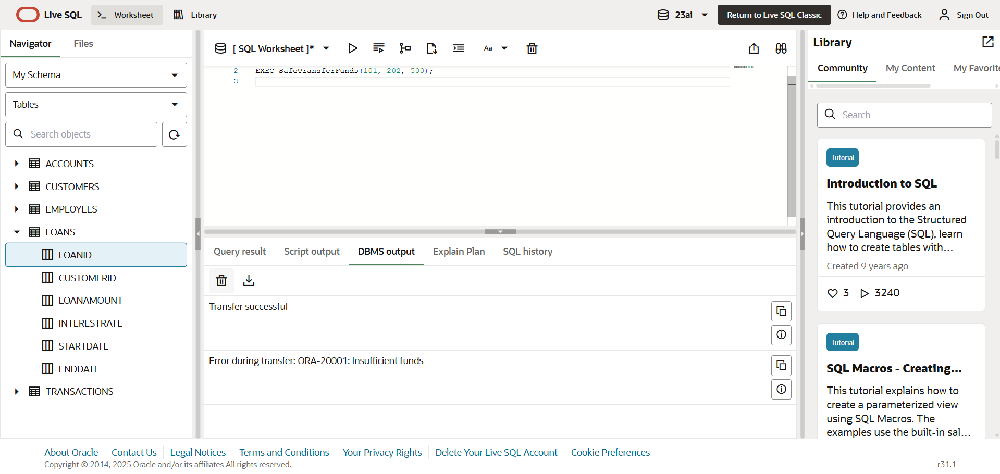 Live SQL
Worksheet
Library
23ai
Return to Live SQL Classic
Help and Feedback
Sign Out
Navigator
Files
My Schema
Tables
Search objects
ACCOUNTS
CUSTOMERS
EMPLOYEES
LOANS
LOANID
CUSTOMERID
LOANAMOUNT
INTERESTRATE
STARTDATE
ENDDATE
TRANSACTIONS
[ SQL Worksheet ]*
Aa
2 EXEC SafeTransferFunds(101, 202, 500);
3
Query result
Script output
DBMS output
Explain Plan
SQL history
Transfer successful
Error during transfer: ORA-20001: Insufficient funds
Library
Community
My Content
My Favorite
Search
Tutorial
Introduction to SQL
This tutorial provides an
introduction to the Structured
Query Language (SQL), learn
how to create tables with...
Created 9 years ago
3
3240
Tutorial
SQL Macros - Creating...
This tutorial explains how to
create a parameterized view
using SQL Macros. The
examples use the built-in sal...
About Oracle
Contact Us
Legal Notices
Terms and Conditions
Your Privacy Rights
Delete Your Live SQL Account
Cookie Preferences
Copyright © 2014, 2025 Oracle and/or its affiliates All rights reserved.
r31.1